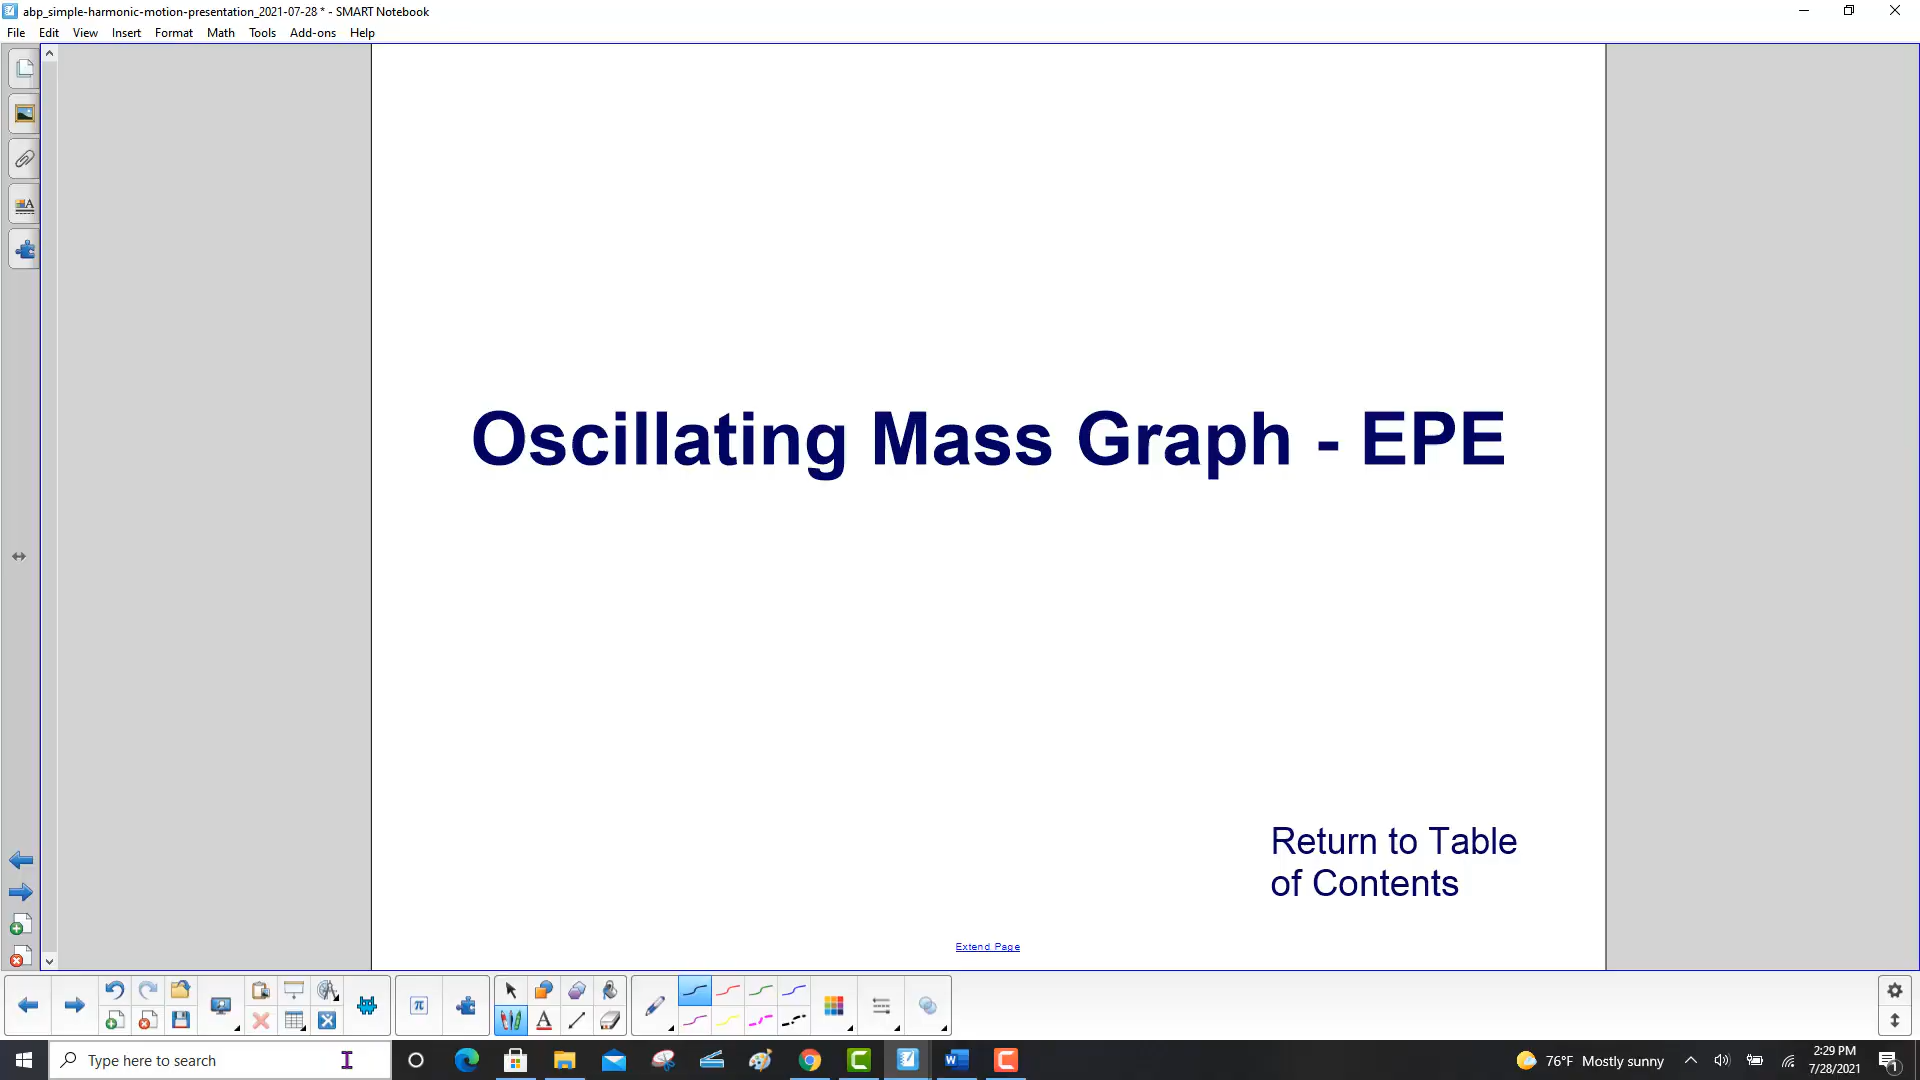 abp_simple-harmonic-motion-presentation_2021-07-28 * - SMART Notebook
File Edit View Insert Format Math Tools Add-ons Help
Oscillating Mass Graph - EPE
Return to Table
of Contents
Extend Page
Type here to search
76°F Mostly sunny
2:29 PM
7/28/2021